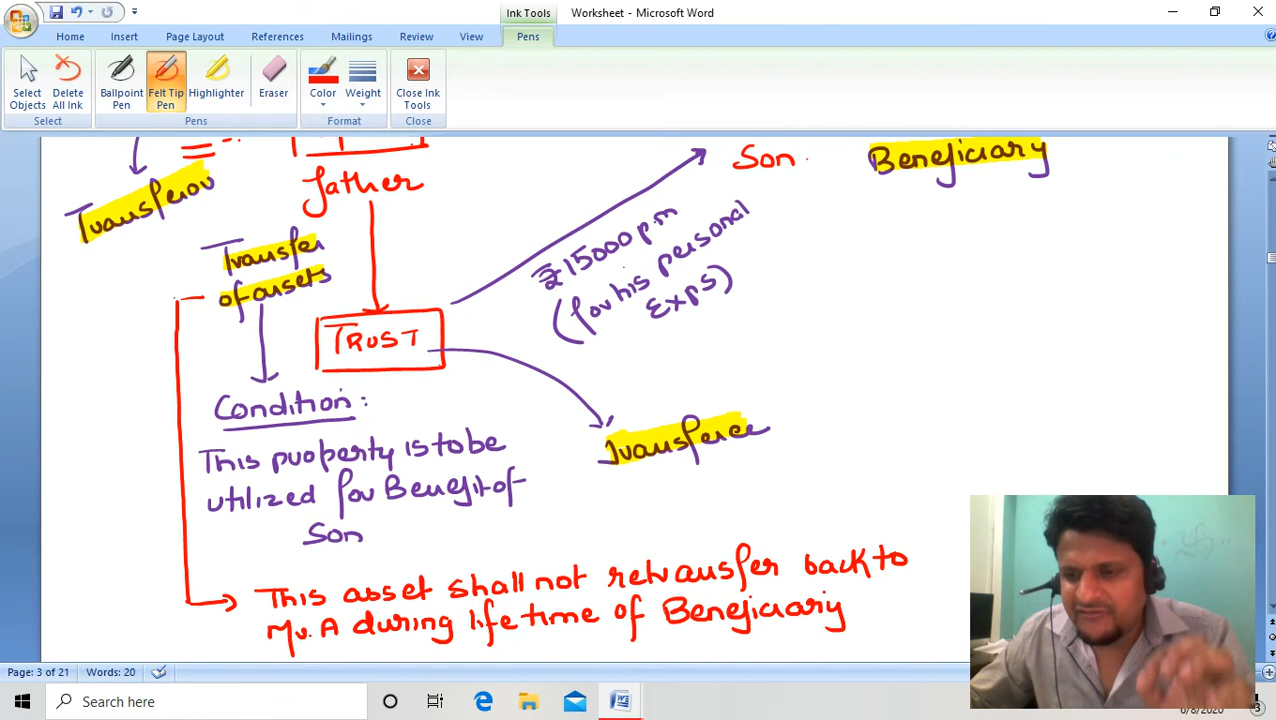 Ink Tools
Worksheet - Microsoft Word
Home
Insert
Page Layout
References
Mailings
Review
View
Pens
Select Objects
Delete All Ink
Ballpoint Pen
Felt Tip Pen
Highlighter
Eraser
Color
Weight
Close Ink Tools
Select
Pens
Format
Close
Son
Beneficiary
Transferor
father
Transfer
of assets
₹15000 p.m
(for his personal
Exps)
TRUST
Condition:
Transferee
This property is to be
utilized for Benefit of
Son
This asset shall not retransfer back to
Mr. A during lifetime of Beneficiary
Page: 3 of 21
Words: 20
Search here
6/8/2020